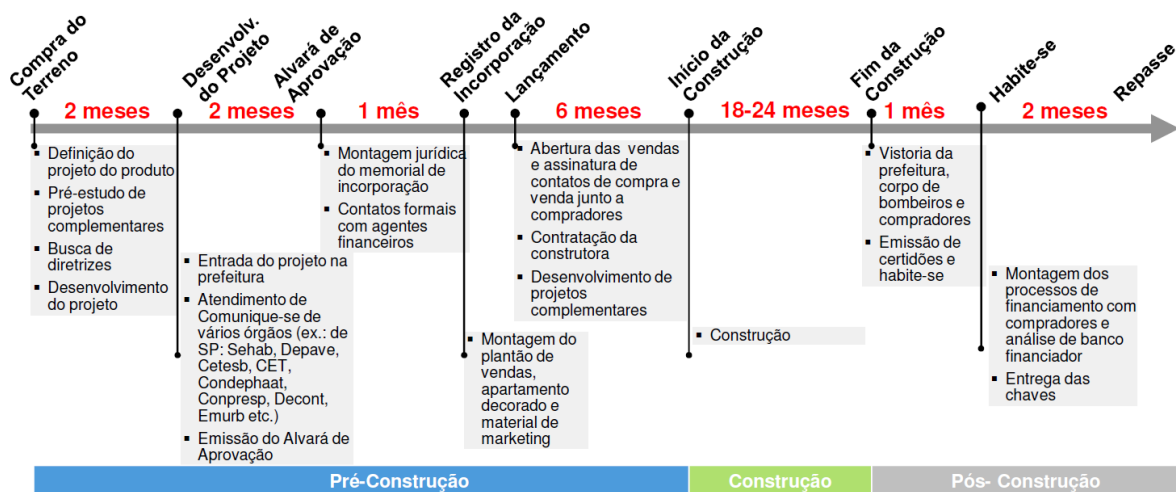 Compra do
Terreno
Desenvolv.
do Projeto
Alvará de
Aprovação
Registro da
Incorporação
Lançamento
Início da
Construção
Fim da
Construção
Habite-se
Repasse
2 meses
2 meses
1 mês
6 meses
18-24 meses
1 mês
2 meses
▪ Definição do
projeto do produto
▪ Pré-estudo de
projetos
complementares
▪ Busca de
diretrizes
▪ Desenvolvimento
do projeto
▪ Entrada do projeto na
prefeitura
▪ Atendimento de
Comunique-se de
vários órgãos (ex.: de
SP: Sehab, Depave,
Cetesb, CET,
Condephaat,
Conpresp, Decont,
Emurb etc.)
▪ Emissão do Alvará de
Aprovação
▪ Montagem jurídica
do memorial de
incorporação
▪ Contatos formais
com agentes
financeiros
▪ Montagem do
plantão de
vendas,
apartamento
decorado e
material de
marketing
▪ Abertura das vendas
e assinatura de
contatos de compra e
venda junto a
compradores
▪ Contratação da
construtora
▪ Desenvolvimento de
projetos
complementares
▪ Construção
▪ Vistoria da
prefeitura,
corpo de
bombeiros e
compradores
▪ Emissão de
certidões e
habite-se
▪ Montagem dos
processos de
financiamento com
compradores e
análise de banco
financiador
▪ Entrega das
chaves
Pré-Construção
Construção
Pós- Construção